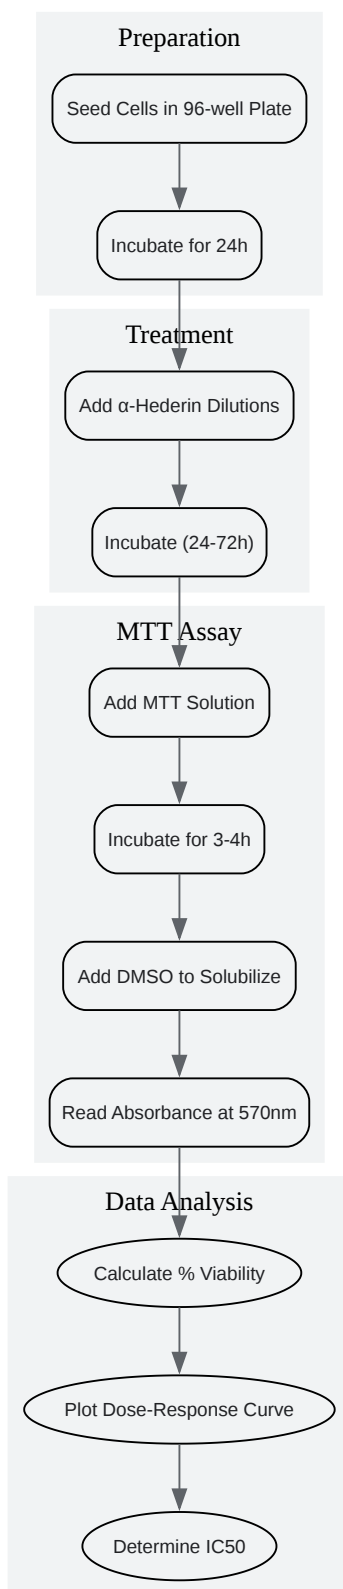 Preparation
Seed Cells in 96-well Plate
Incubate for 24h
Treatment
Add α-Hederin Dilutions
Incubate (24-72h)
MTT Assay
Add MTT Solution
Incubate for 3-4h
Add DMSO to Solubilize
Read Absorbance at 570nm
Data Analysis
Calculate % Viability
Plot Dose-Response Curve
Determine IC50